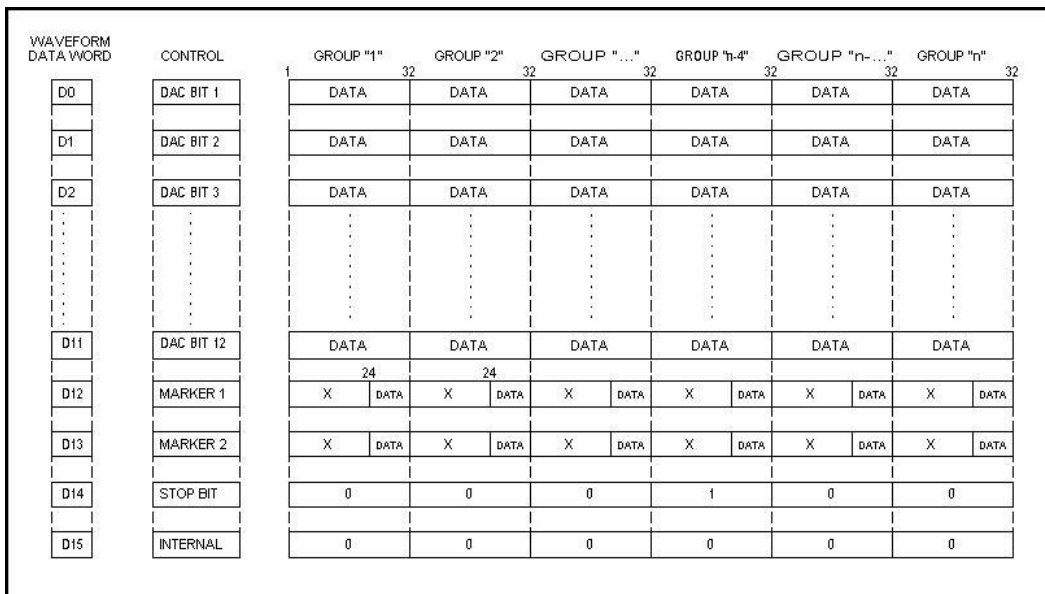 WAVEFORM
DATA WORD CONTROL GROUP "1" GROUP "2" GROUP "..." GROUP "n-4" GROUP "n-..." GROUP "n"
1 32 32 32 32 32 32
D0 DAC BIT 1 DATA DATA DATA DATA DATA DATA
D1 DAC BIT 2 DATA DATA DATA DATA DATA DATA
D2 DAC BIT 3 DATA DATA DATA DATA DATA DATA
D11 DAC BIT 12 DATA DATA DATA DATA DATA DATA
24 24
D12 MARKER 1 X DATA X DATA X DATA X DATA X DATA X DATA
D13 MARKER 2 X DATA X DATA X DATA X DATA X DATA X DATA
D14 STOP BIT 0 0 0 1 0 0
D15 INTERNAL 0 0 0 0 0 0